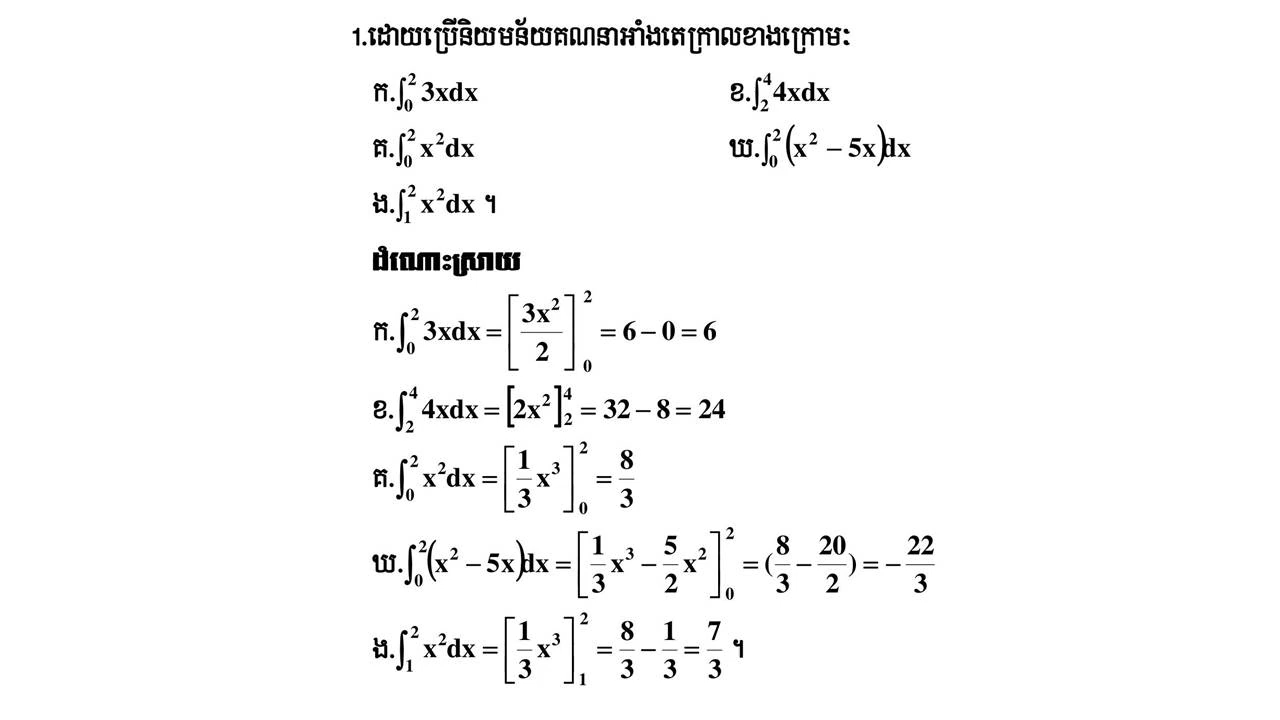 1.ដោយប្រើនិយមន័យគណនាអាំងតេក្រាលខាងក្រោមៈ
ក.∫₀² 3xdx ខ.∫₂⁴ 4xdx
គ.∫₀² x²dx ឃ.∫₀² (x² − 5x)dx
ង.∫₁² x²dx ។
ដំណោះស្រាយ
ក.∫₀² 3xdx = [3x²/2]₀² = 6 − 0 = 6
ខ.∫₂⁴ 4xdx = [2x²]₂⁴ = 32 − 8 = 24
គ.∫₀² x²dx = [1/3 x³]₀² = 8/3
ឃ.∫₀² (x² − 5x)dx = [1/3 x³ − 5/2 x²]₀² = (8/3 − 20/2) = − 22/3
ង.∫₁² x²dx = [1/3 x³]₁² = 8/3 − 1/3 = 7/3 ។